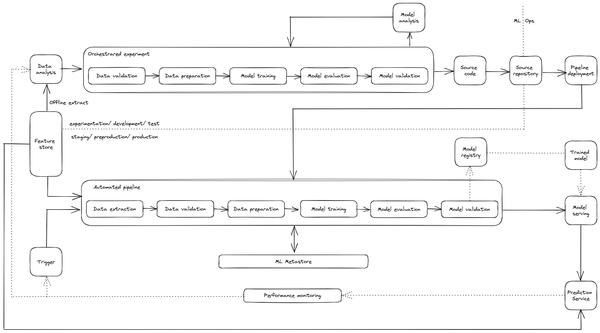 Model
analysis
ML Ops
Orchestrared experiment
Data
analysis
Data validation
Data preparation
Model training
Model evaluation
Model validation
Source
code
Source
repository
Pipeline
deployment
Offline extract
Feature
store
experimentation/ development/ test
staging/ preproduction/ production
Model
registry
Trained
model
Automated pipeline
Data extraction
Data validation
Data preparation
Model training
Model evaluation
Model validation
Model
serving
Trigger
ML Metastore
Performance monitoring
Prediction
Service